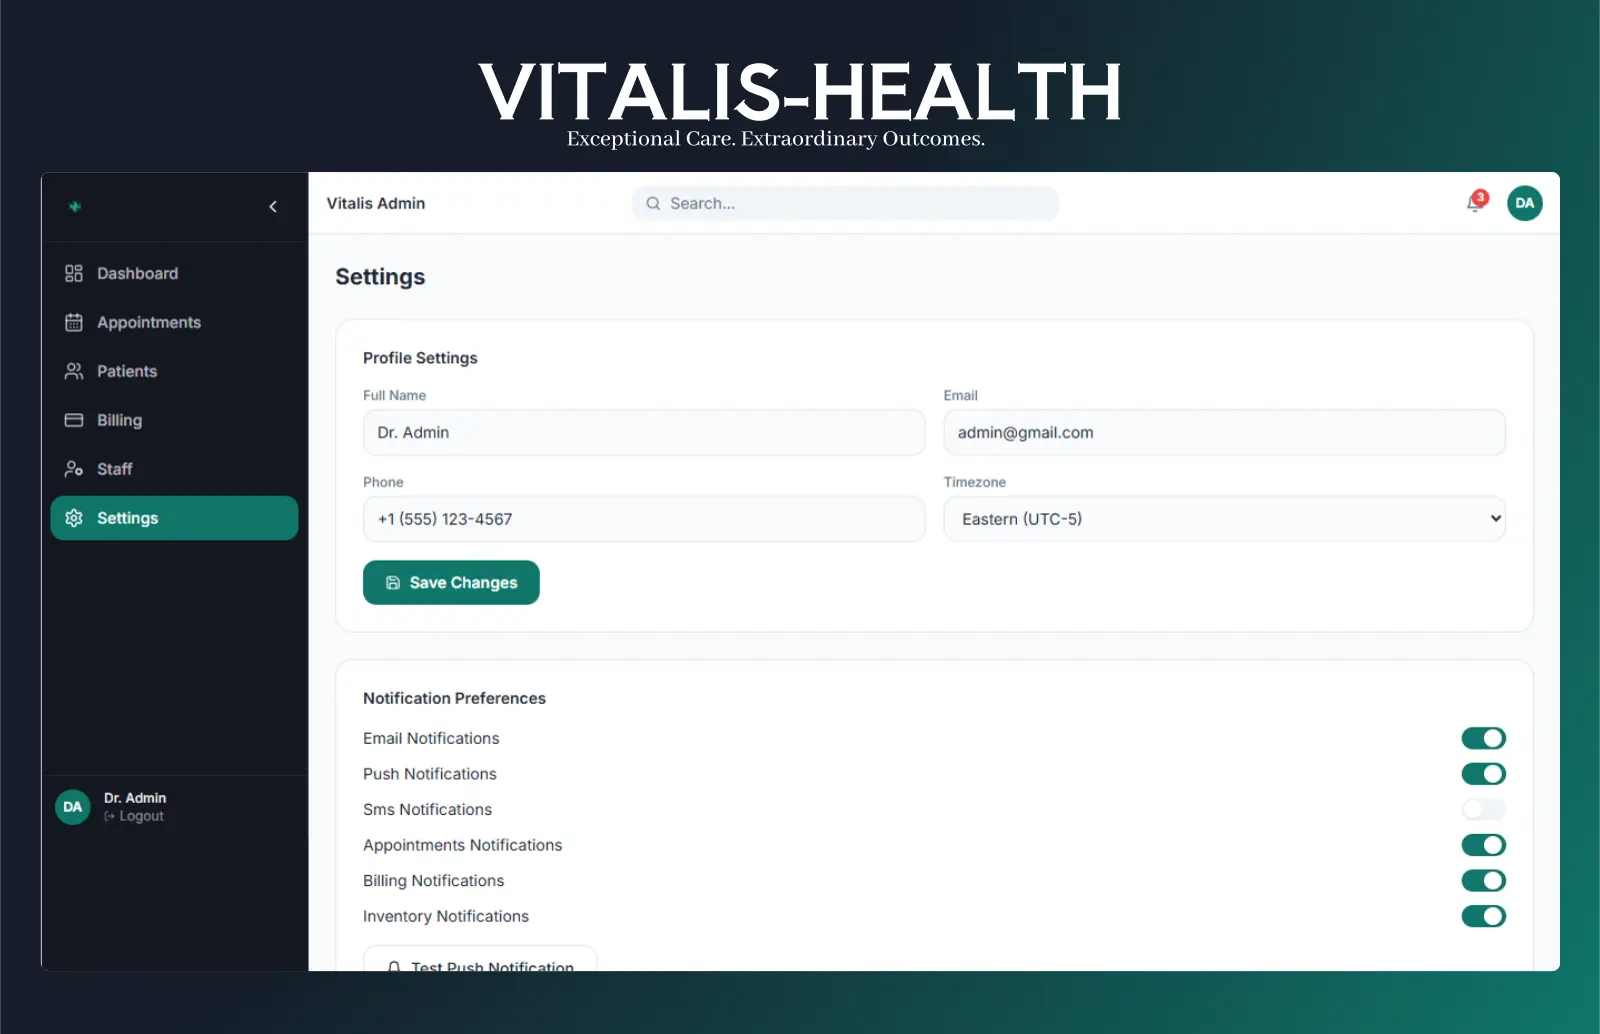 VITALIS-HEALTH
Exceptional Care. Extraordinary Outcomes.
Vitalis Admin
Search...
3
DA
Dashboard
Appointments
Patients
Billing
Staff
Settings
Dr. Admin
DA
Logout
Settings
Profile Settings
Full Name
Dr. Admin
Email
admin@gmail.com
Phone
+1 (555) 123-4567
Timezone
Eastern (UTC-5)
Save Changes
Notification Preferences
Email Notifications
Push Notifications
Sms Notifications
Appointments Notifications
Billing Notifications
Inventory Notifications
Test Push Notification